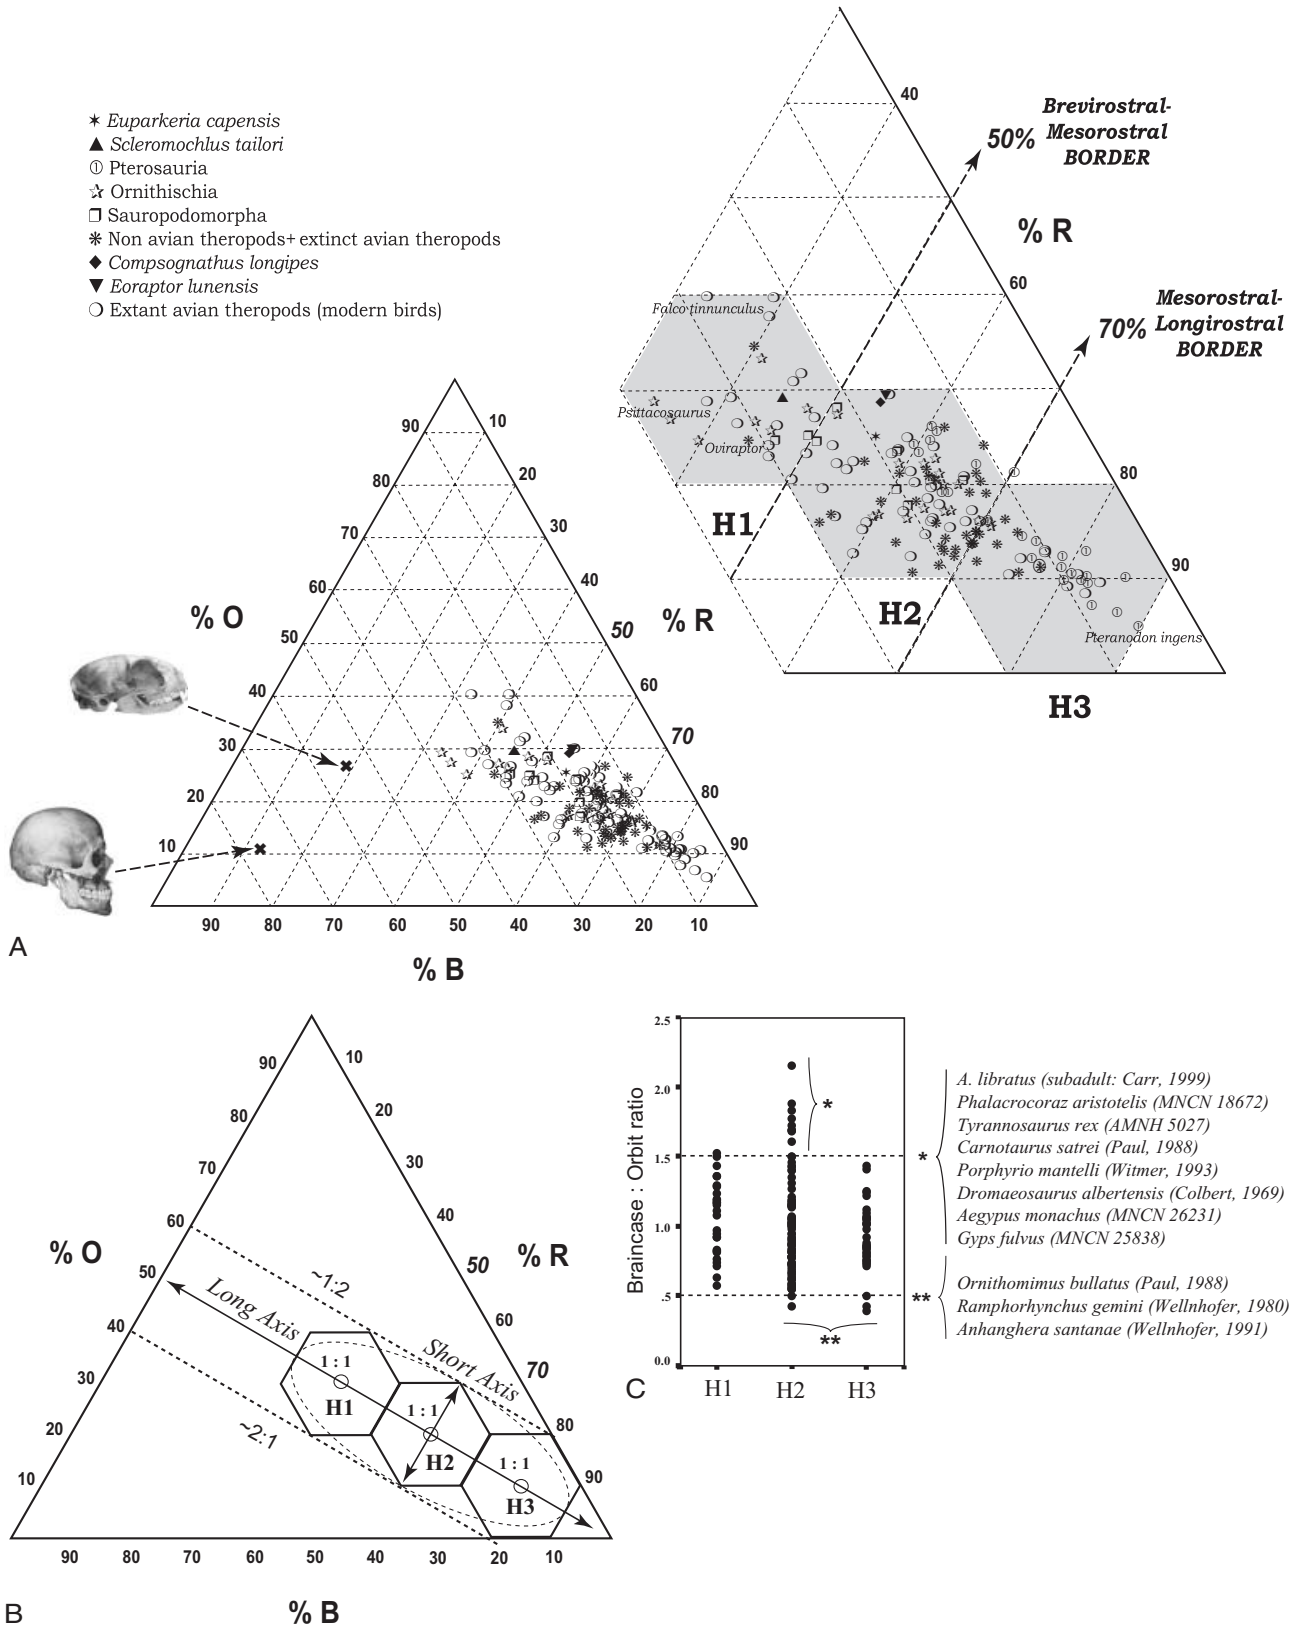 Euparkeria capensis
Scleromochlus tailori
Pterosauria
Ornithischia
Sauropodomorpha
Non avian theropods+extinct avian theropods
Compsognathus longipes
Eoraptor lunensis
Extant avian theropods (modern birds)
40
Brevirostral-
Mesorostral
BORDER
50%
% R
60
Mesorostral-
Longirostral
BORDER
70%
Falco tinnunculus
Psittacosaurus
Oviraptor
80
H1
90
H2
Pteranodon ingens
H3
90
10
80
20
70
30
60
40
% O
50
50
% R
40
60
30
70
20
80
10
90
90
80
70
60
50
40
30
20
10
A
% B
90
10
80
20
70
30
60
40
% O
50
50
% R
~1:2
Long Axis
40
60
Short Axis
30
70
1 : 1
H1
1 : 1
20
~2:1
80
H2
1 : 1
10
90
H3
90
80
70
60
50
40
30
20
10
B
% B
2.5
2.0
1.5
1.0
.5
0.0
Braincase : Orbit ratio
*
**
H1
H2
H3
C
*
A. libratus (subadult: Carr, 1999)
Phalacrocoraz aristotelis (MNCN 18672)
Tyrannosaurus rex (AMNH 5027)
Carnotaurus satrei (Paul, 1988)
Porphyrio mantelli (Witmer, 1993)
Dromaeosaurus albertensis (Colbert, 1969)
Aegypus monachus (MNCN 26231)
Gyps fulvus (MNCN 25838)
**
Ornithomimus bullatus (Paul, 1988)
Ramphorhynchus gemini (Wellnhofer, 1980)
Anhanghera santanae (Wellnhofer, 1991)